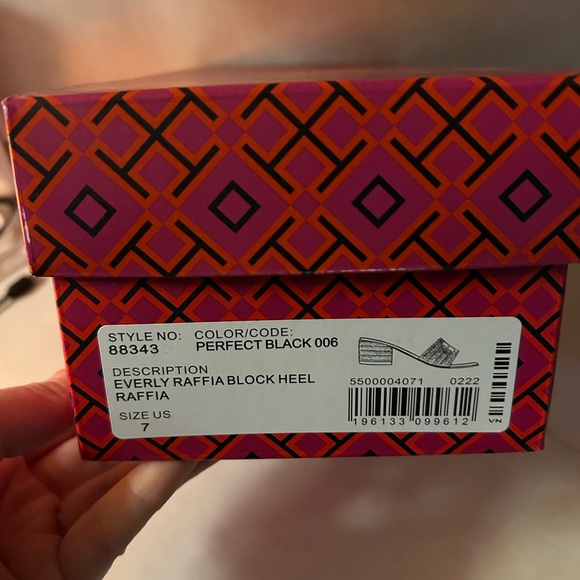 STYLE NO: COLOR/CODE:
88343 PERFECT BLACK 006
DESCRIPTION
EVERLY RAFFIA BLOCK HEEL
RAFFIA
SIZE US
7
5500004071 0222
196133 099612
VZ